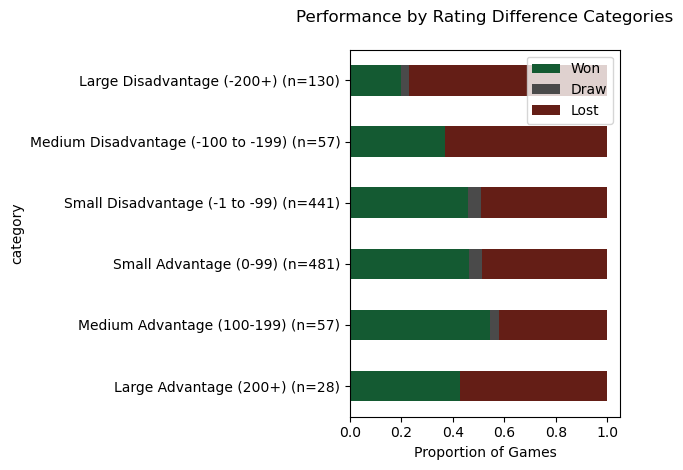 Performance by Rating Difference Categories
Won
Draw
Lost
Large Disadvantage (-200+) (n=130)
Medium Disadvantage (-100 to -199) (n=57)
Small Disadvantage (-1 to -99) (n=441)
Small Advantage (0-99) (n=481)
Medium Advantage (100-199) (n=57)
Large Advantage (200+) (n=28)
category
0.0 0.2 0.4 0.6 0.8 1.0
Proportion of Games